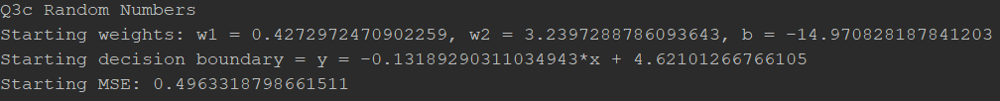 Q3c Random Numbers
Starting weights: w1 = 0.4272972470902259, w2 = 3.2397288786093643, b = -14.970828187841203
Starting decision boundary = y = -0.13189290311034943*x + 4.62101266766105
Starting MSE: 0.4963318798661511